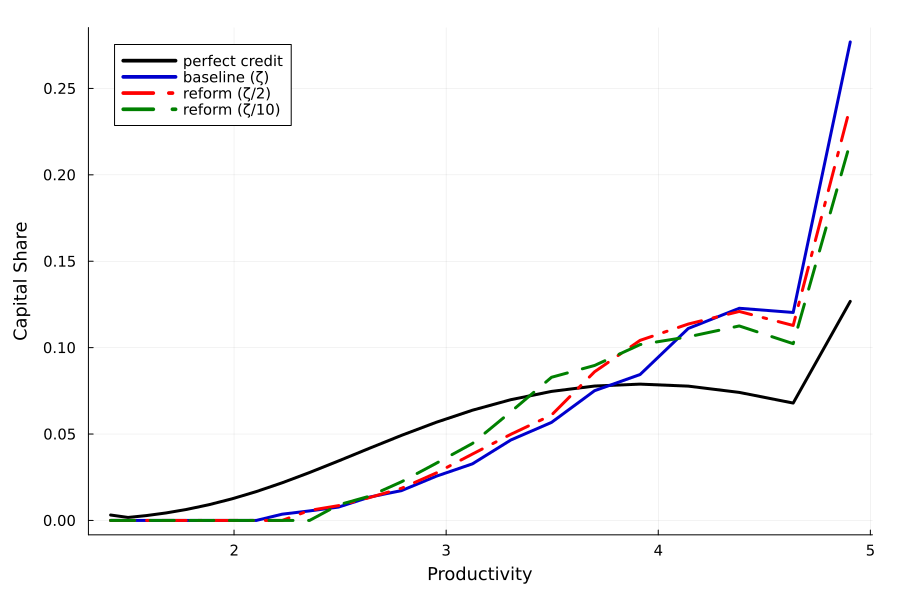 perfect credit
baseline (ζ)
reform (ζ/2)
reform (ζ/10)
0.25
0.20
0.15
0.10
0.05
0.00
Capital Share
2
3
4
5
Productivity